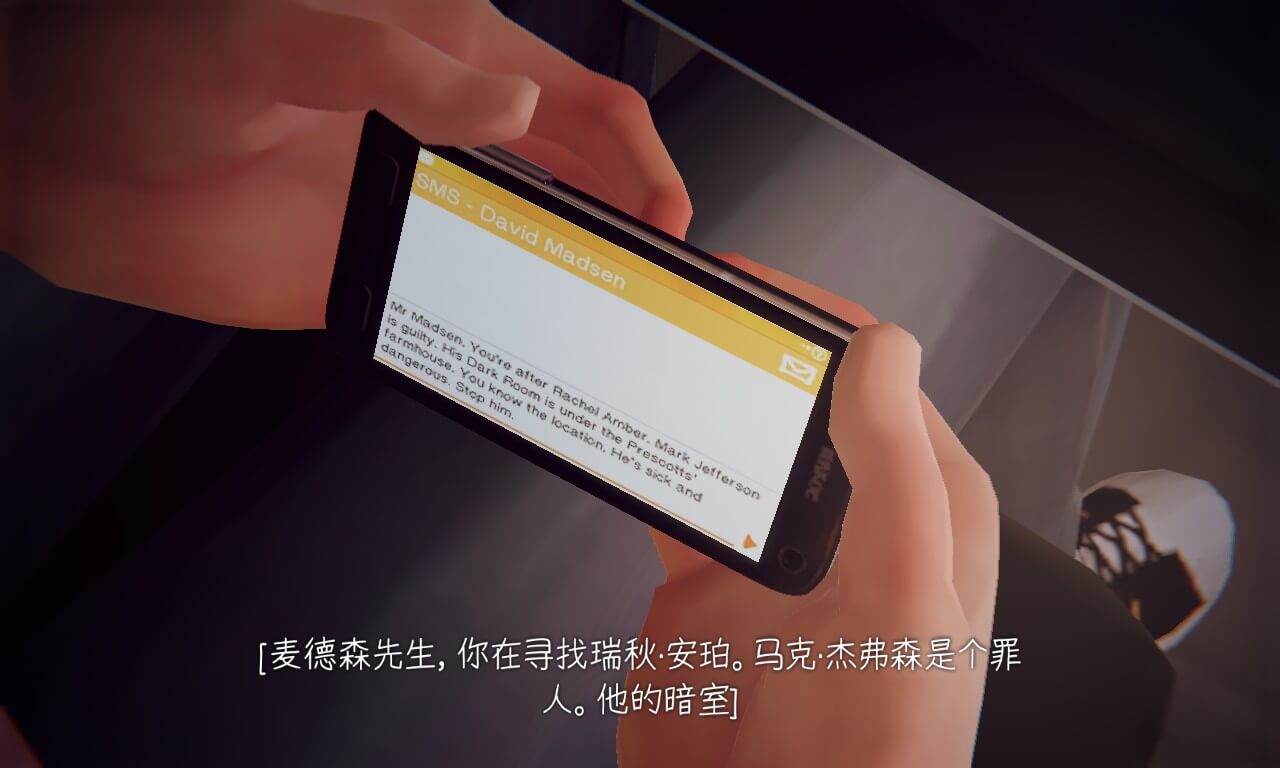 SMS - David Madsen
Mr Madsen. You're after Rachel Amber. Mark Jefferson
is guilty. His Dark Room is under the Prescotts'
farmhouse. You know the location. He's sick and
dangerous. Stop him.
[麦德森先生, 你在寻找瑞秋·安珀。马克·杰弗森是个罪
人。他的暗室]